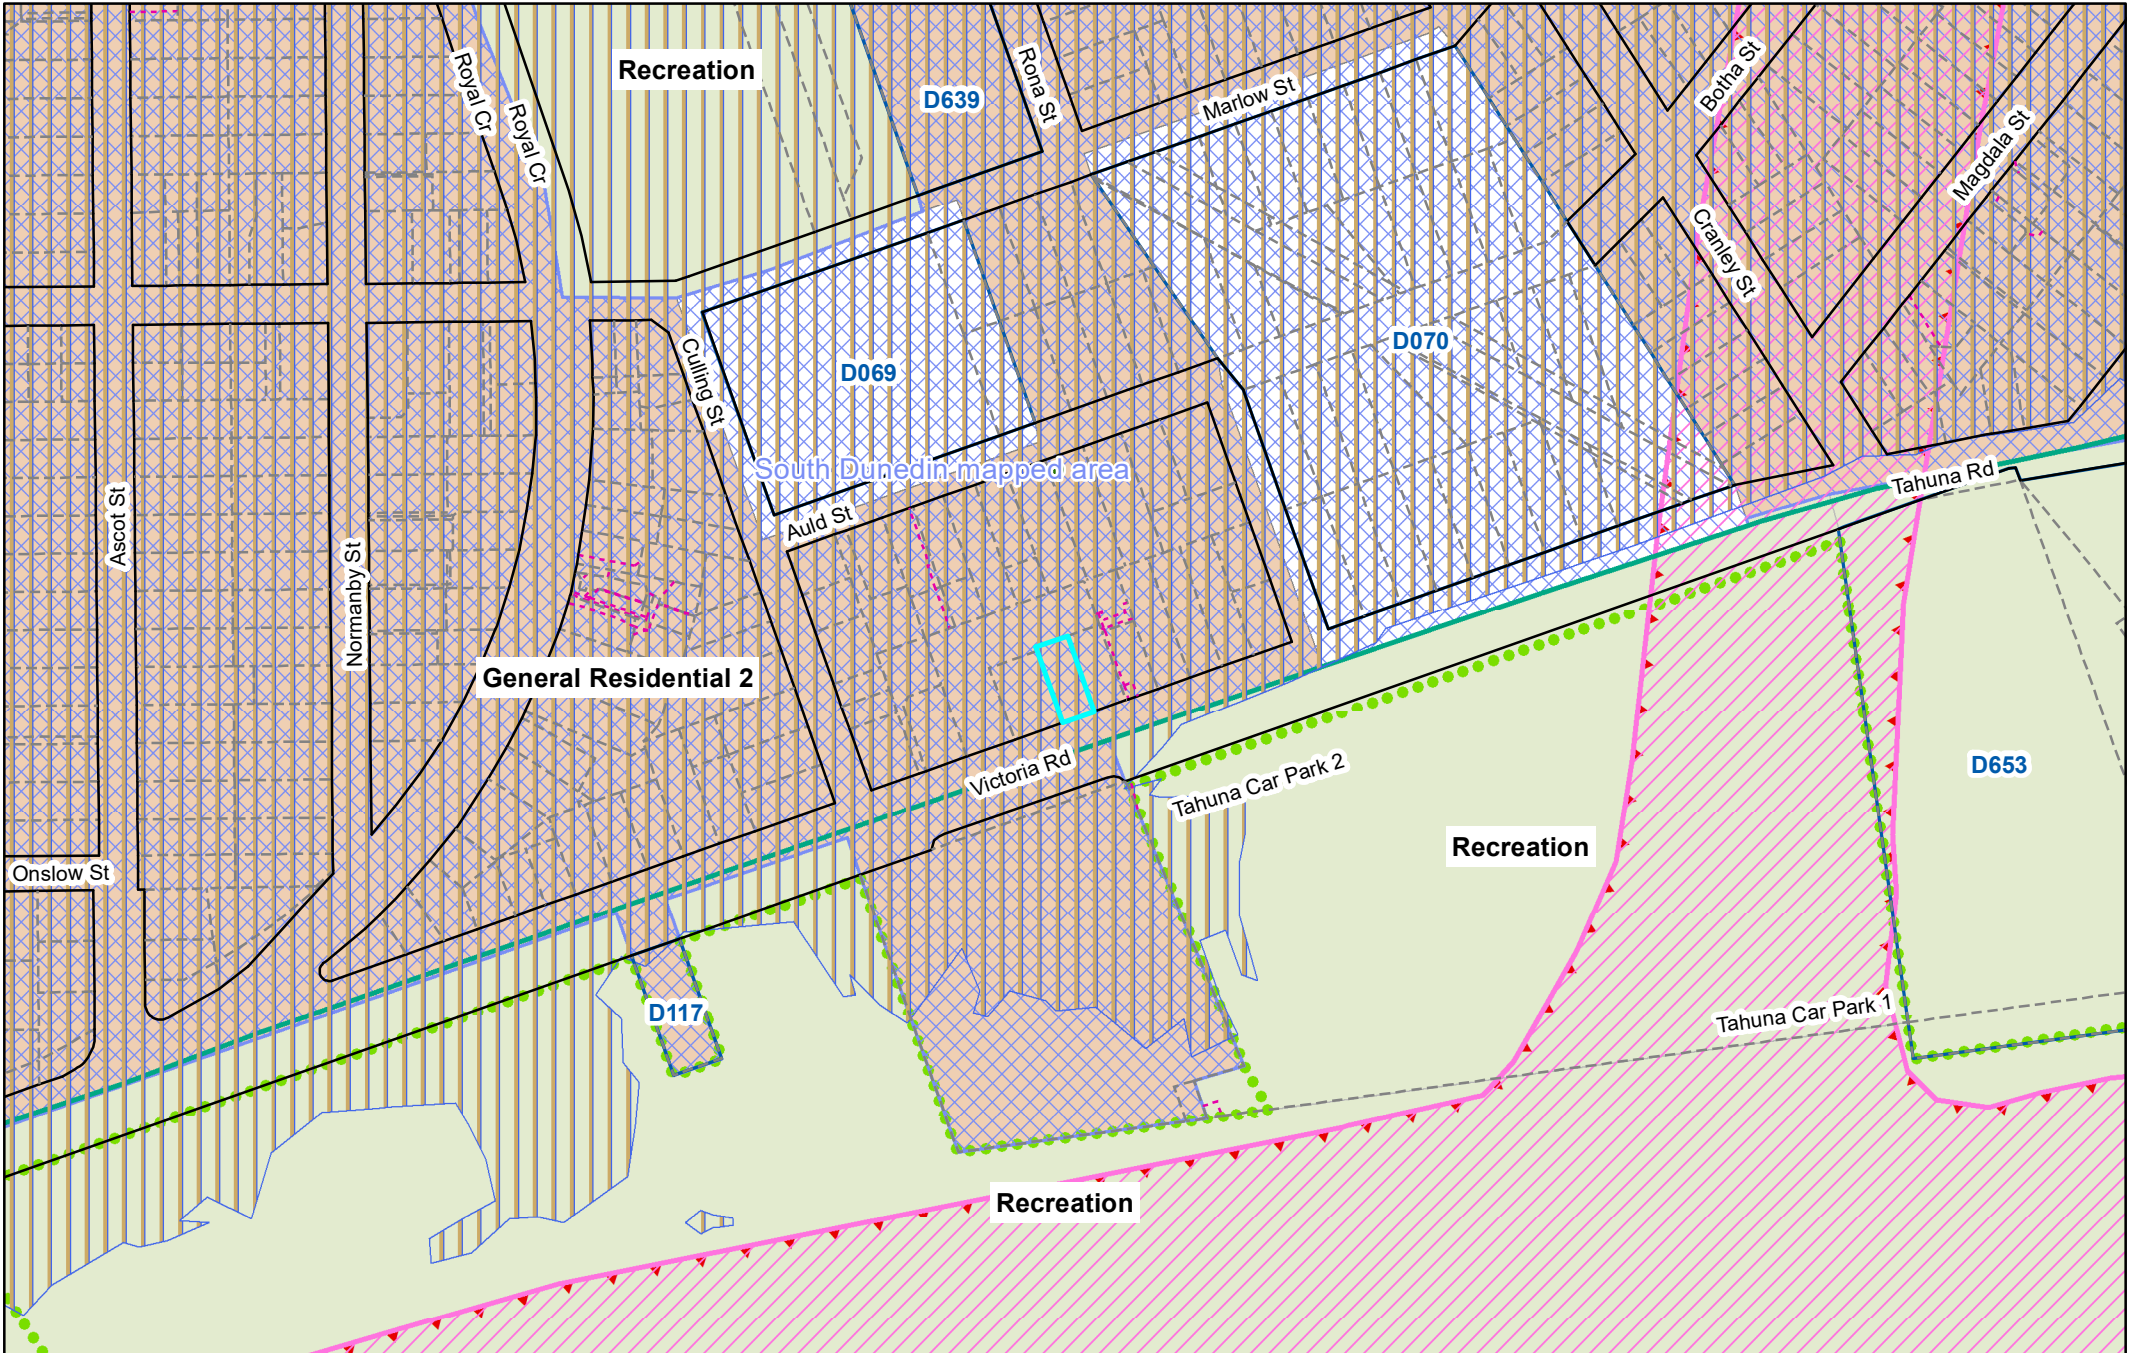 Recreation
Royal Cr
Royal Cr
D639
Rona St
Marlow St
Botha St
Magdala St
Cranley St
D070
D069
Culling St
South Dunedin mapped area
Auld St
Tahuna Rd
Ascot St
Normanby St
General Residential 2
Victoria Rd
Tahuna Car Park 2
D653
Recreation
Onslow St
D117
Tahuna Car Park 1
Recreation